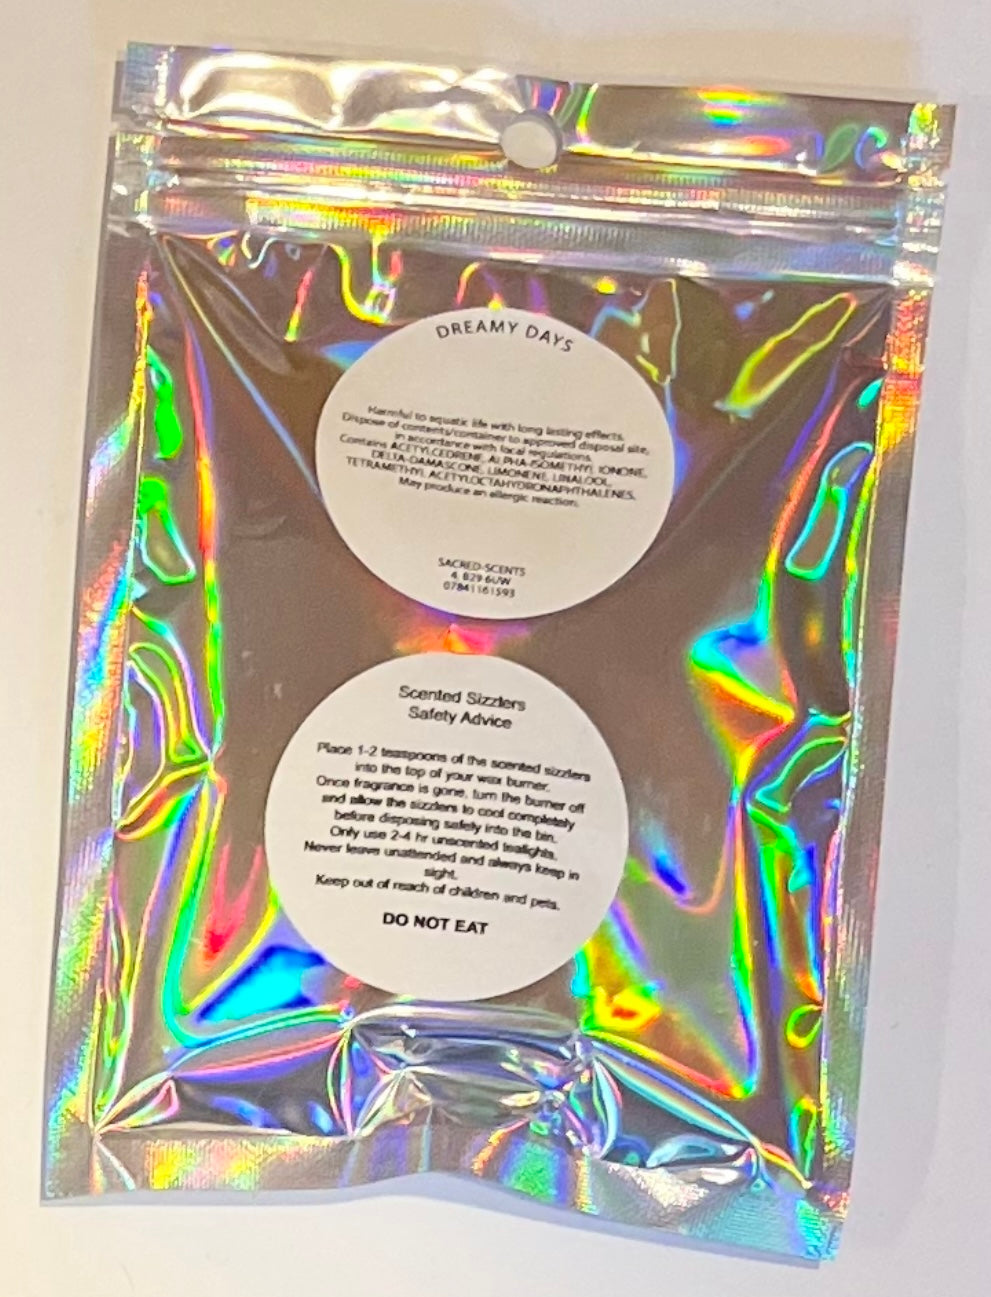 DREAMY DAYS
Harmful to aquatic life with long lasting effects.
Dispose of contents/container to approved disposal site,
in accordance with local regulations.
Contains ACETYLCEDRENE, ALPHA-ISOMETHYL IONONE,
DELTA-DAMASCONE, LIMONENE, LINALOOL,
TETRAMETHYL ACETYLOCTAHYDRONAPHTHALENES.
May produce an allergic reaction.
SACRED-SCENTS
4, B29 6UW
07841161593
Scented Sizzlers
Safety Advice
Place 1-2 teaspoons of the scented sizzlers
into the top of your wax burner.
Once fragrance is gone, turn the burner off
and allow the sizzlers to cool completely
before disposing safely into the bin.
Only use 2-4 hr unscented tealights.
Never leave unattended and always keep in
sight.
Keep out of reach of children and pets.
DO NOT EAT